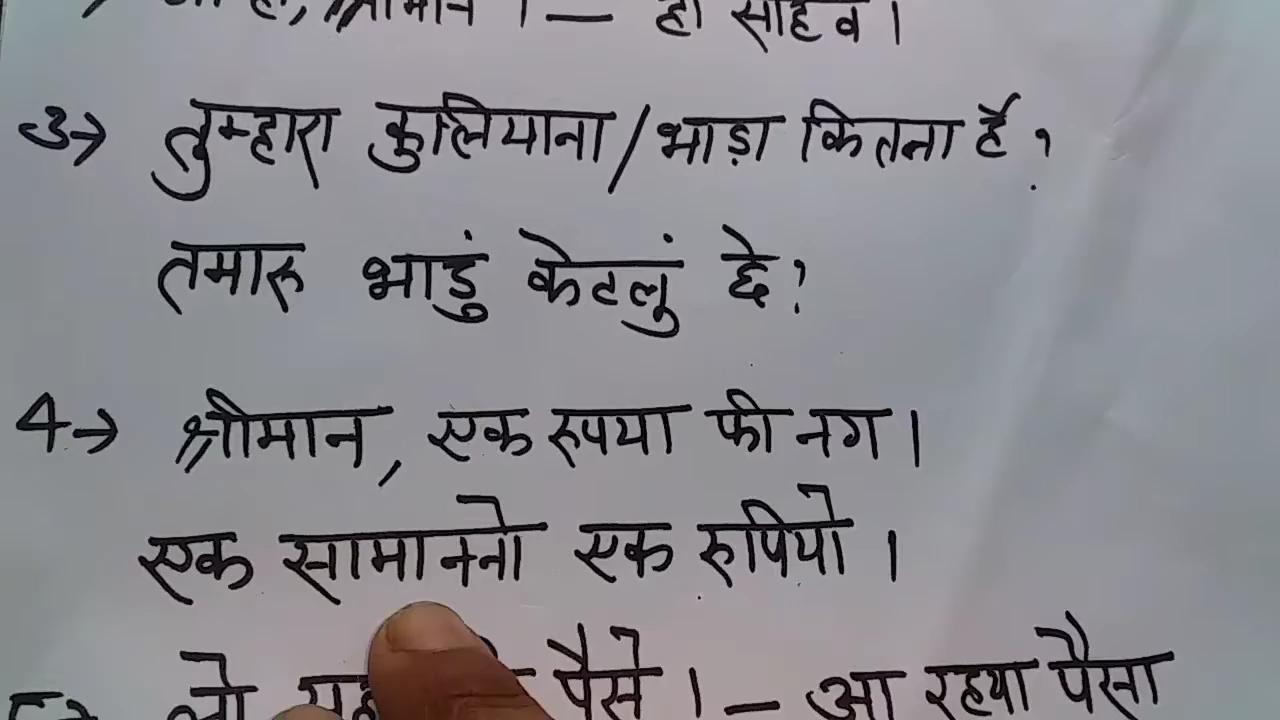 हा, श्रीमान । — हा साहब ।
3→ तुम्हारा कुलियाना / भाड़ा कितना है ?
तमारू भाडुं केटलुं छे ?
4→ श्रीमान, एक रूपया फी नग ।
एक सामाननो एक रुपियो ।
लो पैसे । — आ रहया पैसा